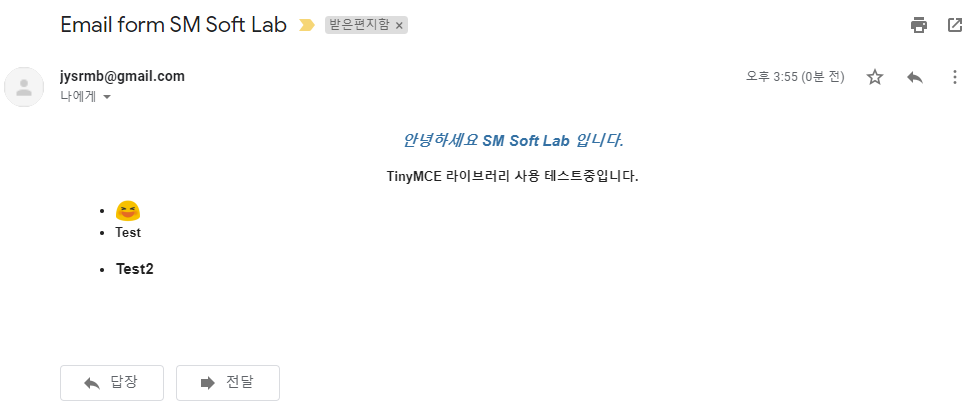 Email form SM Soft Lab 받은편지함 ×
jysrmb@gmail.com 오후 3:55 (0분 전)
나에게
안녕하세요 SM Soft Lab 입니다.
TinyMCE 라이브러리 사용 테스트중입니다.
• 😆
• Test
• Test2
답장 전달